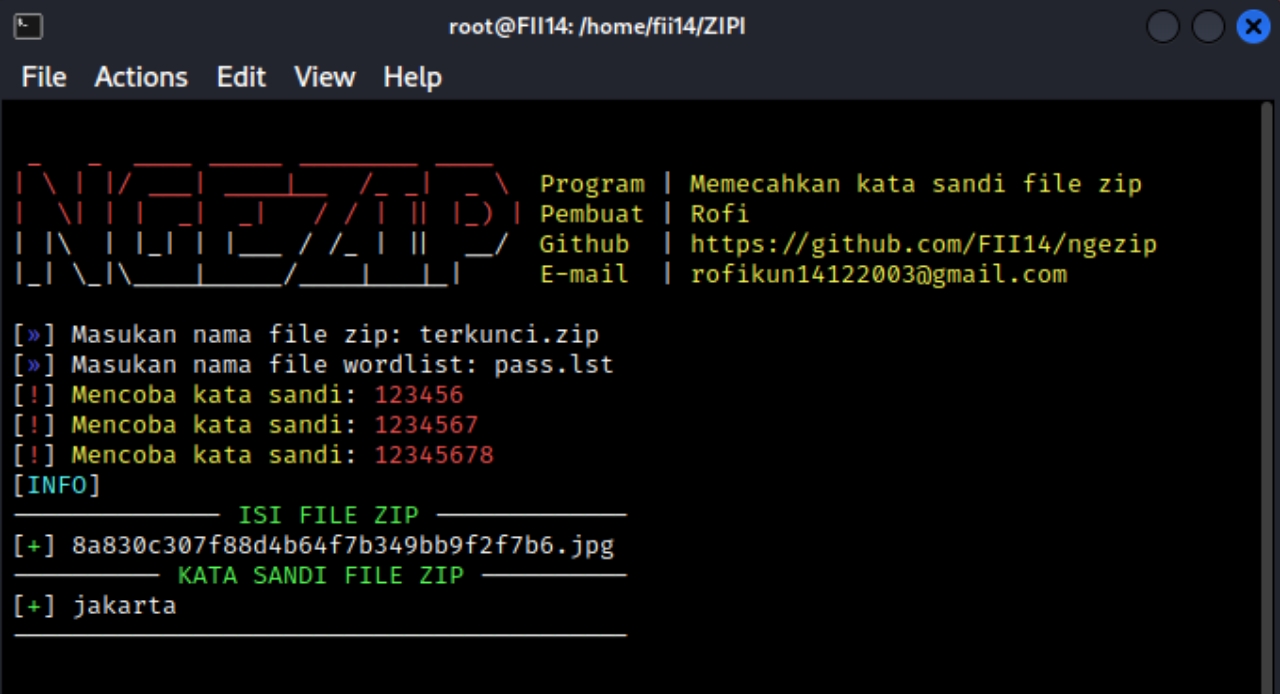 root@FII14: /home/fii14/ZIPI
File Actions Edit View Help
NGEZIP
Program | Memecahkan kata sandi file zip
Pembuat | Rofi
Github | https://github.com/FII14/ngezip
E-mail | rofikun14122003@gmail.com
[»] Masukan nama file zip: terkunci.zip
[»] Masukan nama file wordlist: pass.lst
[!] Mencoba kata sandi: 123456
[!] Mencoba kata sandi: 1234567
[!] Mencoba kata sandi: 12345678
[INFO]
ISI FILE ZIP
[+] 8a830c307f88d4b64f7b349bb9f2f7b6.jpg
KATA SANDI FILE ZIP
[+] jakarta